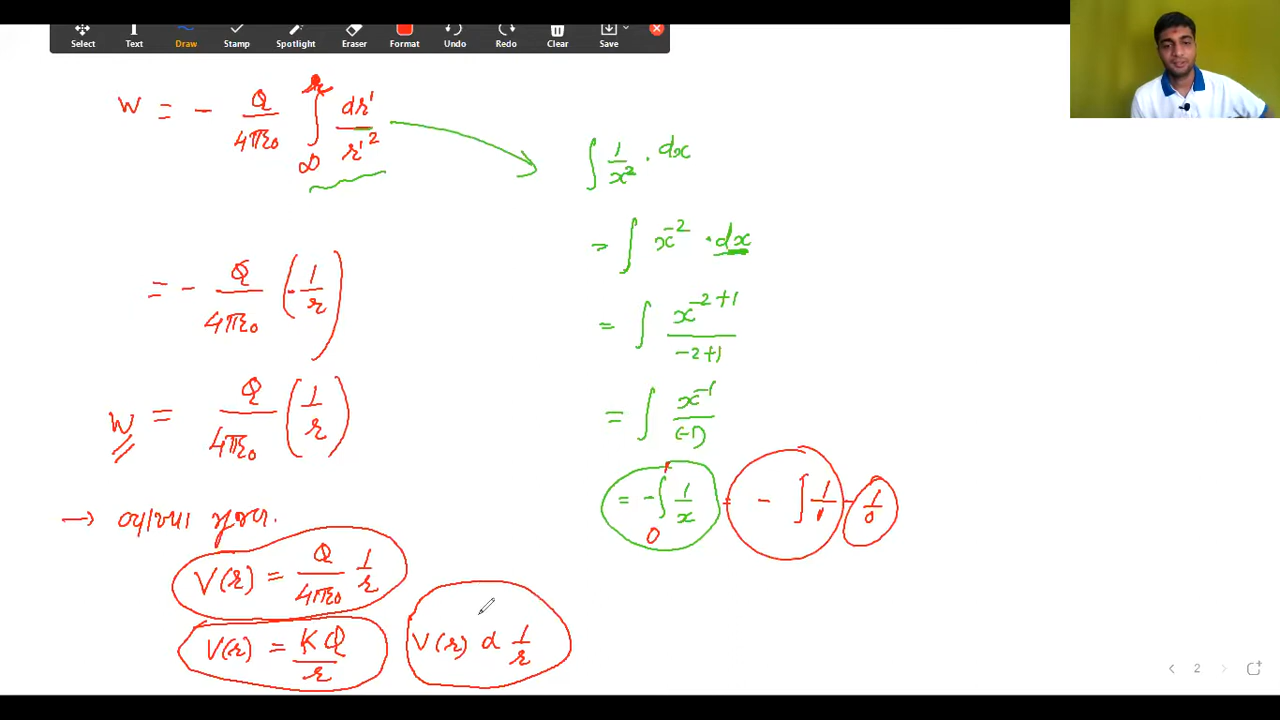 Select Text Draw Stamp Spotlight Eraser Format Undo Redo Clear Save
W = - Q/4πε₀ ∫_∞^r dr'/r'²
= - Q/4πε₀ (-1/r)
W = Q/4πε₀ (1/r)
→
V(r) = Q/4πε₀ 1/r
V(r) = KQ/r
V(r) α 1/r
∫ 1/x² · dx
= ∫ x⁻² · dx
= ∫ x⁻²⁺¹/-2+1
= ∫ x⁻¹/(-1)
= - ∫ 1/x
- ∫ 1/ - 1/0
2